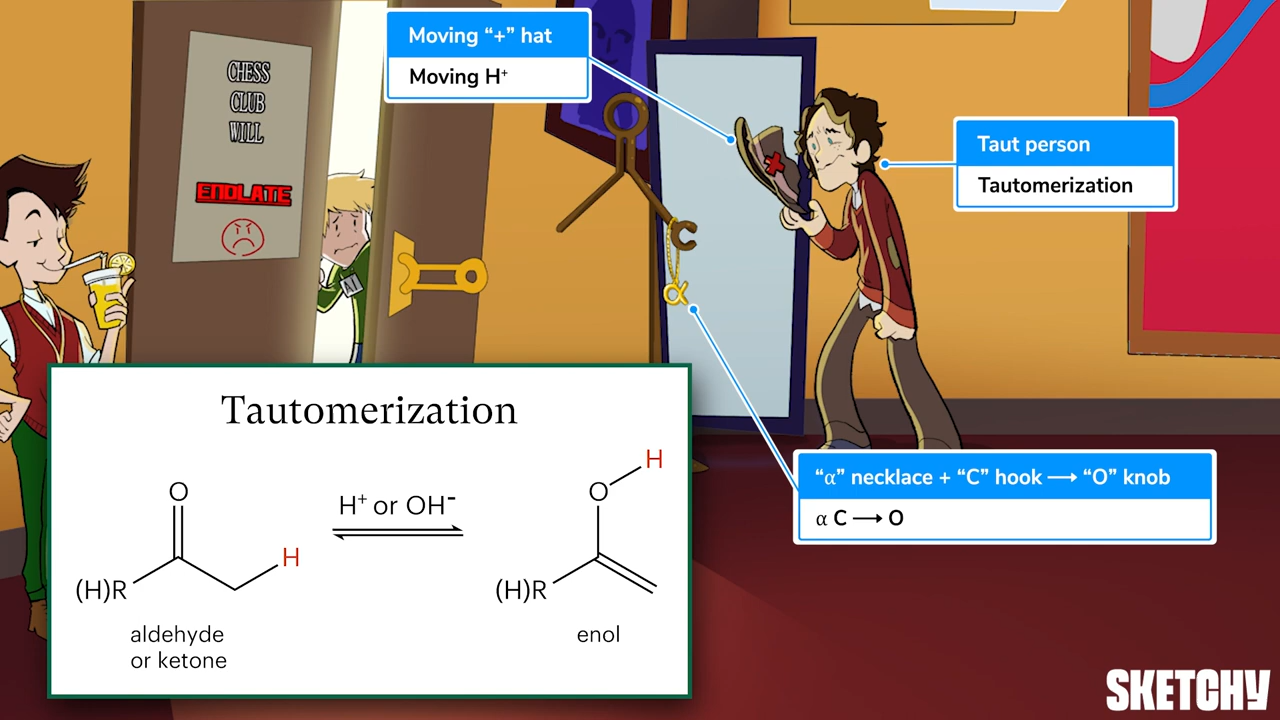 Moving “+” hat
Moving H⁺
CHESS
CLUB
WILL
ENOLATE
Taut person
Tautomerization
α
“α” necklace + “C” hook ⟶ “O” knob
α C ⟶ O
Tautomerization
O
H⁺ or OH⁻
H
(H)R
aldehyde
or ketone
H
O
(H)R
enol
SKETCHY